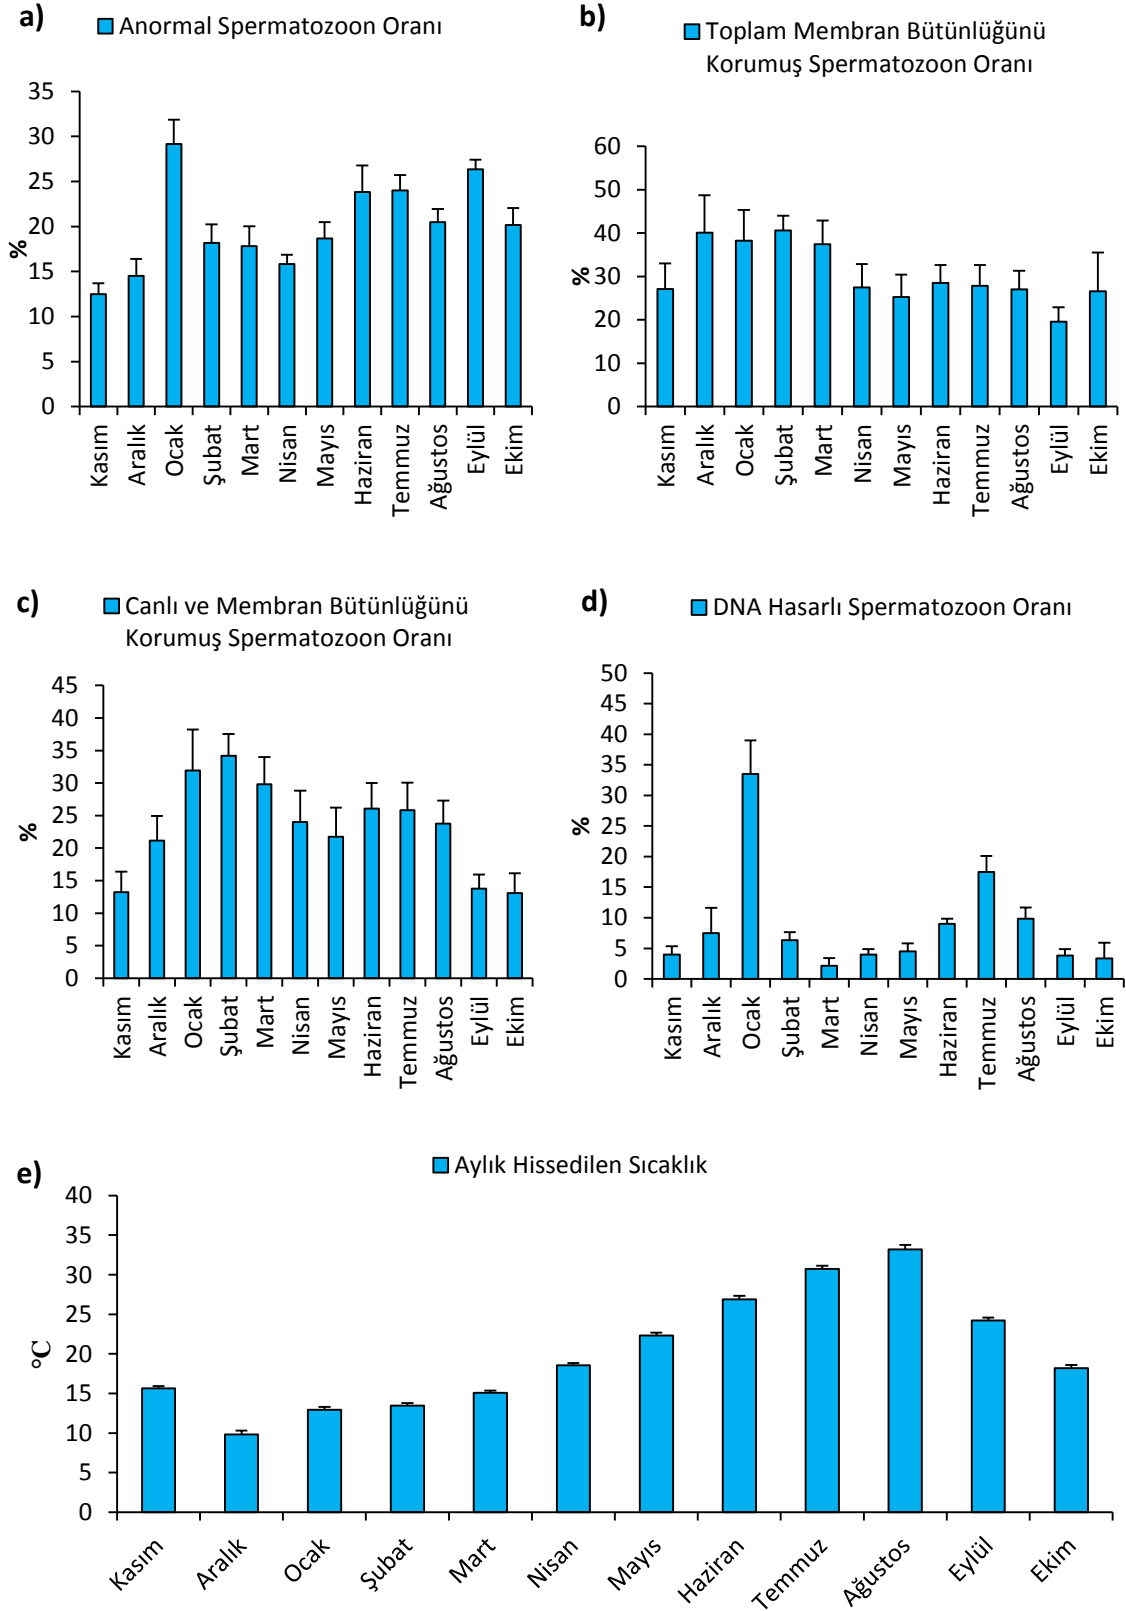 a)
Anormal Spermatozoon Oranı
35
30
25
20
15
10
5
0
%
Kasım
Aralık
Ocak
Şubat
Mart
Nisan
Mayıs
Haziran
Temmuz
Ağustos
Eylül
Ekim
b)
Toplam Membran Bütünlüğünü
Korumuş Spermatozoon Oranı
60
50
40
30
20
10
0
%
Kasım
Aralık
Ocak
Şubat
Mart
Nisan
Mayıs
Haziran
Temmuz
Ağustos
Eylül
Ekim
c)
Canlı ve Membran Bütünlüğünü
Korumuş Spermatozoon Oranı
45
40
35
30
25
20
15
10
5
0
%
Kasım
Aralık
Ocak
Şubat
Mart
Nisan
Mayıs
Haziran
Temmuz
Ağustos
Eylül
Ekim
d)
DNA Hasarlı Spermatozoon Oranı
50
45
40
35
30
25
20
15
10
5
0
%
Kasım
Aralık
Ocak
Şubat
Mart
Nisan
Mayıs
Haziran
Temmuz
Ağustos
Eylül
Ekim
e)
Aylık Hissedilen Sıcaklık
40
35
30
25
20
15
10
5
0
°C
Kasım
Aralık
Ocak
Şubat
Mart
Nisan
Mayıs
Haziran
Temmuz
Ağustos
Eylül
Ekim